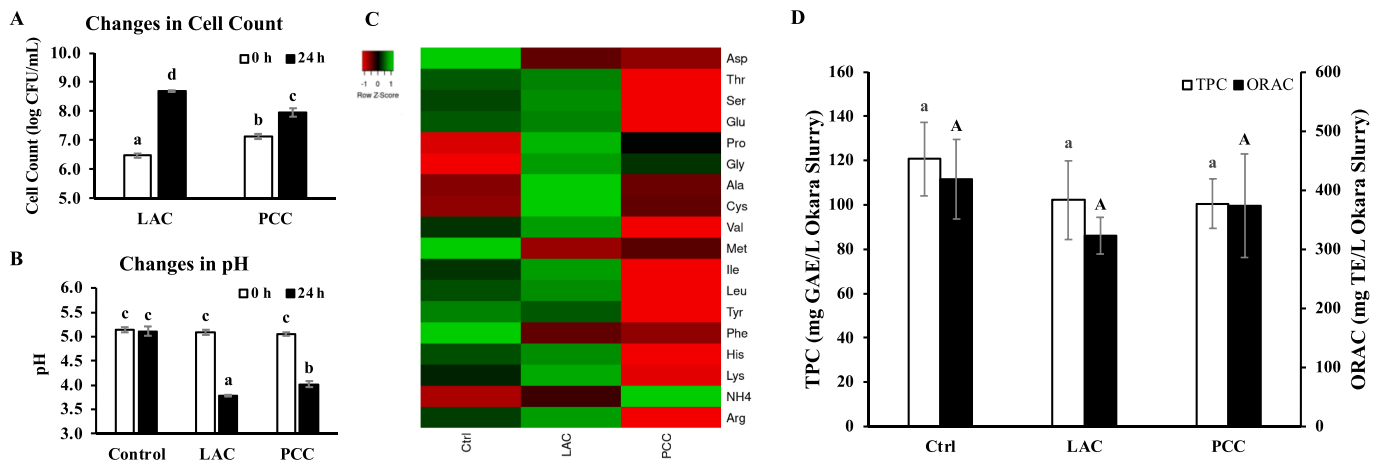 A
Changes in Cell Count
Cell Count (log CFU/mL)
10.0
9.0
8.0
7.0
6.0
5.0
0 h
24 h
a
d
b
c
LAC
PCC
B
Changes in pH
pH
6.0
5.5
5.0
4.5
4.0
3.5
3.0
0 h
24 h
c
c
c
a
c
b
Control
LAC
PCC
C
-1 0 1
Row Z-Score
Asp
Thr
Ser
Glu
Pro
Gly
Ala
Cys
Val
Met
Ile
Leu
Tyr
Phe
His
Lys
NH4
Arg
Ctrl
LAC
PCC
D
TPC (mg GAE/L Okara Slurry)
160
140
120
100
80
60
40
20
0
TPC
ORAC
a
A
a
A
a
A
Ctrl
LAC
PCC
600
500
400
300
200
100
0
ORAC (mg TE/L Okara Slurry)